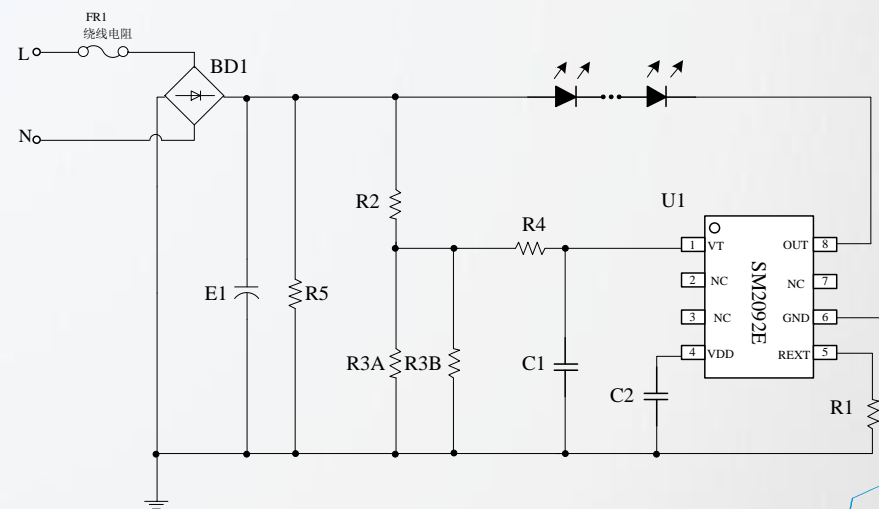 FR1
绕线电阻
L
BD1
N
R2
U1
R4
1 VT OUT 8
2 NC NC 7
SM2092E
E1
R5
3 NC GND 6
R3A R3B
C1
4 VDD REXT 5
C2
R1